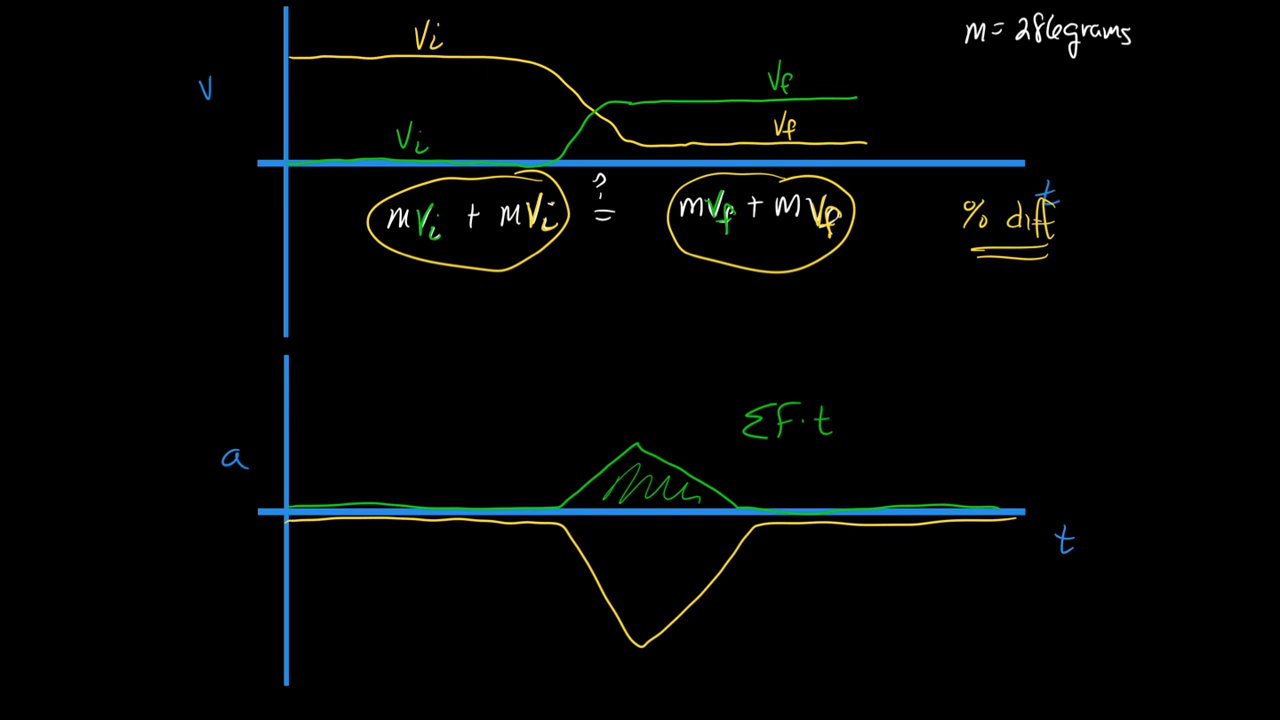 Vi
m = 286grams
V
Vf
Vi
Vf
t
mVi + mVi ?= mVf + mVf
% diff
ΣF·t
a
t